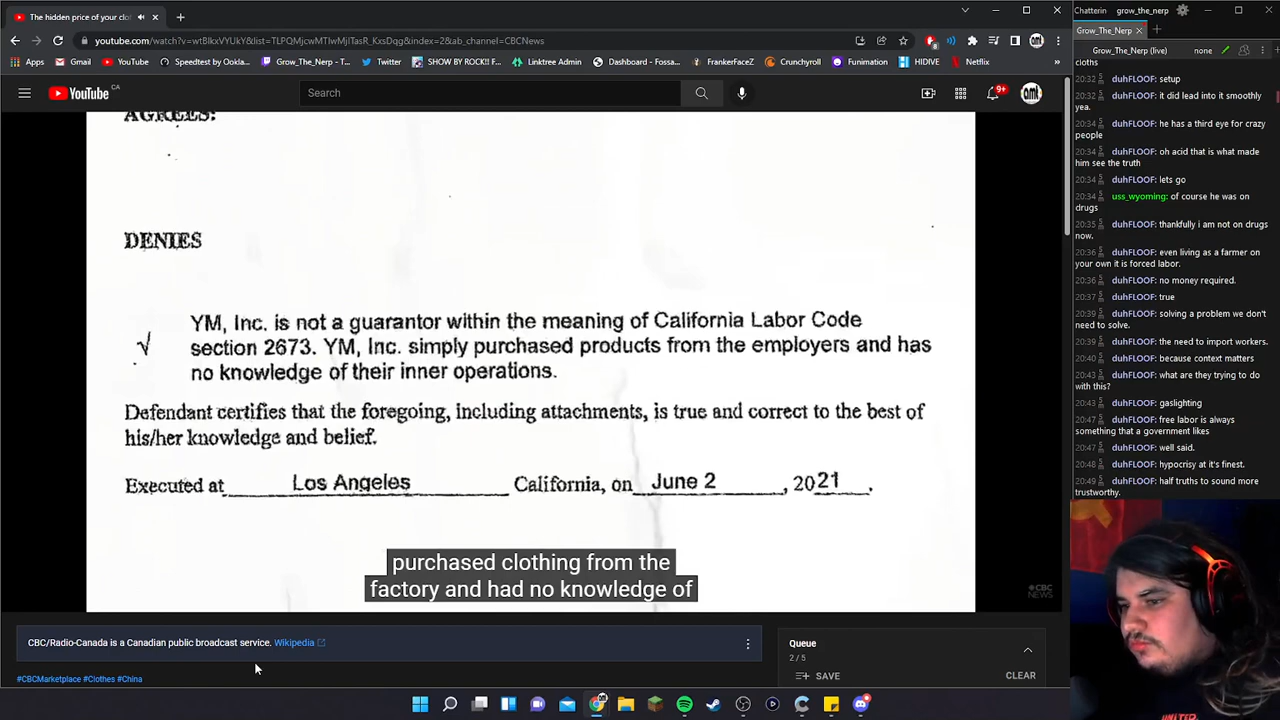 The hidden price of your clo
youtube.com/watch?v=wtBlkxVYUkY&list=TLPQMjcwMTIwMjITasR_KxsDqg&index=2&ab_channel=CBCNews
Apps
Gmail
YouTube
Speedtest by Ookla...
Grow_The_Nerp - T...
Twitter
SHOW BY ROCK!! F...
Linktree Admin
Dashboard - Fossa...
FrankerFaceZ
Crunchyroll
Funimation
HIDIVE
Netflix
YouTube CA
Search
9+
AGREES:
DENIES
√ YM, Inc. is not a guarantor within the meaning of California Labor Code
section 2673. YM, Inc. simply purchased products from the employers and has
no knowledge of their inner operations.
Defendant certifies that the foregoing, including attachments, is true and correct to the best of
his/her knowledge and belief.
Executed at Los Angeles California, on June 2, 2021.
purchased clothing from the
factory and had no knowledge of
CBC NEWS
CBC/Radio-Canada is a Canadian public broadcast service. Wikipedia
#CBCMarketplace #Clothes #China
Queue
2 / 5
SAVE
CLEAR
Chatterin
grow_the_nerp
Grow_The_Nerp
Grow_The_Nerp (live)
none
cloths
20:32 duhFLOOF: setup
20:32 duhFLOOF: it did lead into it smoothly
yea.
20:34 duhFLOOF: he has a third eye for crazy
people
20:34 duhFLOOF: oh acid that is what made
him see the truth
20:34 duhFLOOF: lets go
20:34 uss_wyoming: of course he was on
drugs
20:35 duhFLOOF: thankfully i am not on drugs
now.
20:36 duhFLOOF: even living as a farmer on
your own it is forced labor.
20:36 duhFLOOF: no money required.
20:37 duhFLOOF: true
20:39 duhFLOOF: solving a problem we don't
need to solve.
20:39 duhFLOOF: the need to import workers.
20:40 duhFLOOF: because context matters
20:43 duhFLOOF: what are they trying to do
with this?
20:43 duhFLOOF: gaslighting
20:47 duhFLOOF: free labor is always
something that a government likes
20:47 duhFLOOF: well said.
20:48 duhFLOOF: hypocrisy at it's finest.
20:49 duhFLOOF: half truths to sound more
trustworthy.